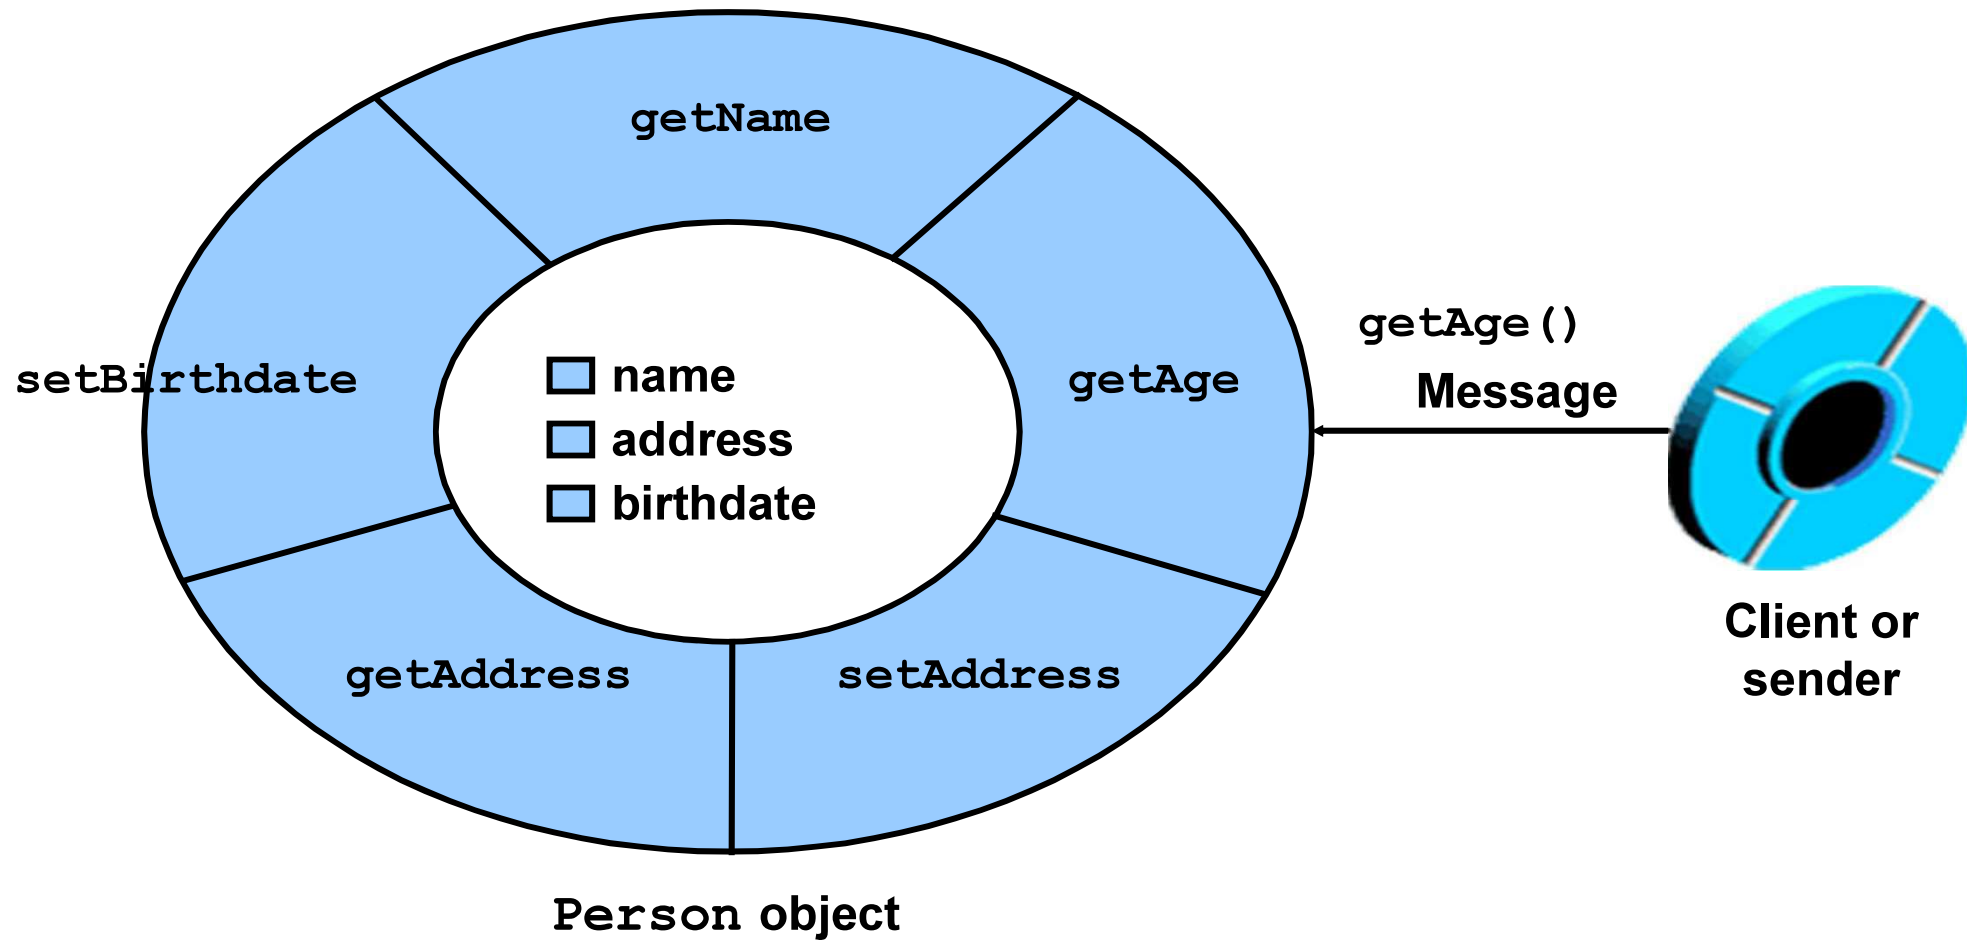 getName
setBirthdate
name
address
birthdate
getAge
getAge()
Message
getAddress
setAddress
Client or
sender
Person object